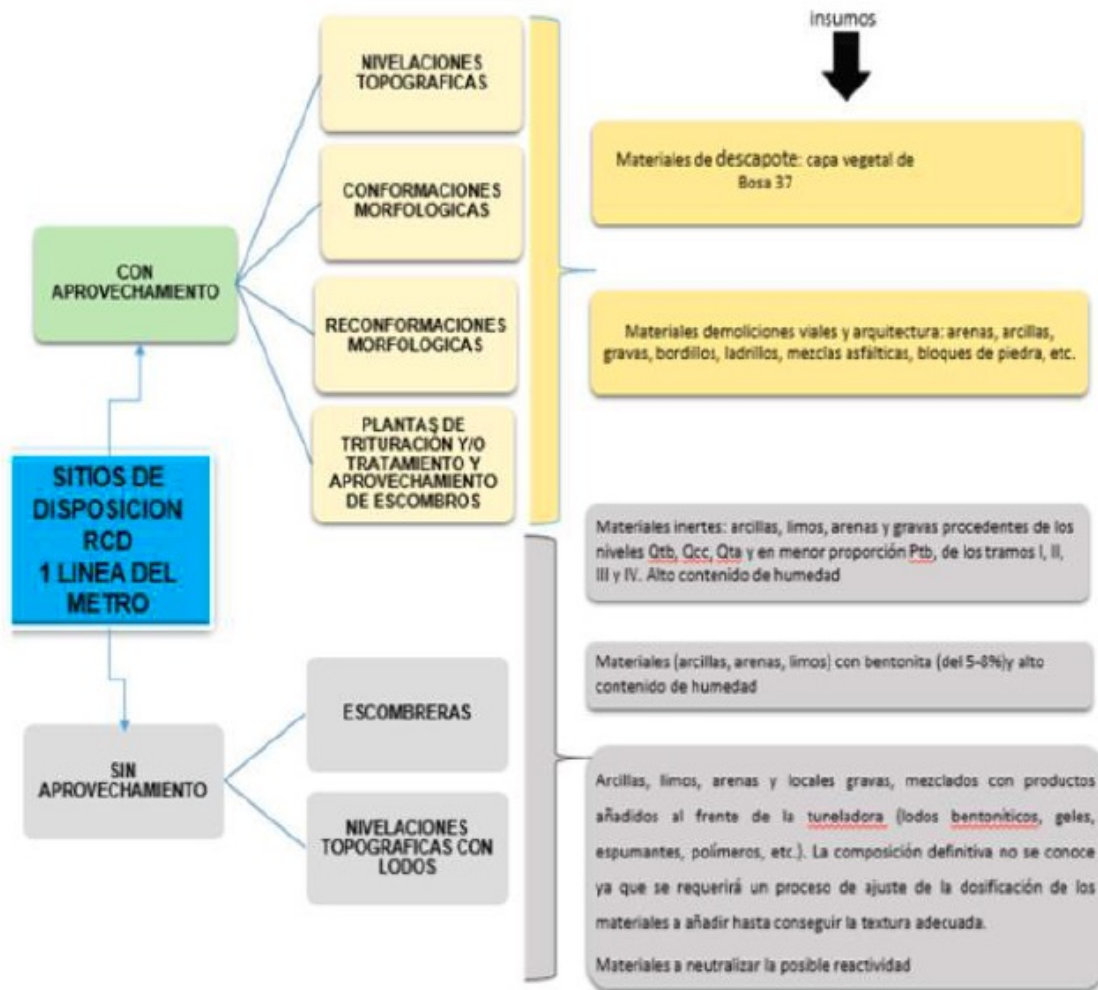 insumos
NIVELACIONES
TOPOGRAFICAS
CONFORMACIONES
MORFOLOGICAS
RECONFORMACIONES
MORFOLOGICAS
PLANTAS DE
TRITURACIÓN Y/O
TRATAMIENTO Y
APROVECHAMIENTO
DE ESCOMBROS
CON
APROVECHAMIENTO
Materiales de descapote: capa vegetal de
Bosa 37
Materiales demoliciones viales y arquitectura: arenas, arcillas,
gravas, bordillos, ladrillos, mezclas asfálticas, bloques de piedra, etc.
SITIOS DE
DISPOSICION
RCD
1 LINEA DEL
METRO
SIN
APROVECHAMIENTO
ESCOMBRERAS
NIVELACIONES
TOPOGRAFICAS CON
LODOS
Materiales inertes: arcillas, limos, arenas y gravas procedentes de los
niveles Qtb, Qcc, Qta y en menor proporción Ptb, de los tramos I, II,
III y IV. Alto contenido de humedad
Materiales (arcillas, arenas, limos) con bentonita (del 5-8%)y alto
contenido de humedad
Arcillas, limos, arenas y locales gravas, mezclados con productos
añadidos al frente de la tuneladora (lodos bentoníticos, geles,
espumantes, polímeros, etc.). La composición definitiva no se conoce
ya que se requerirá un proceso de ajuste de la dosificación de los
materiales a añadir hasta conseguir la textura adecuada.
Materiales a neutralizar la posible reactividad